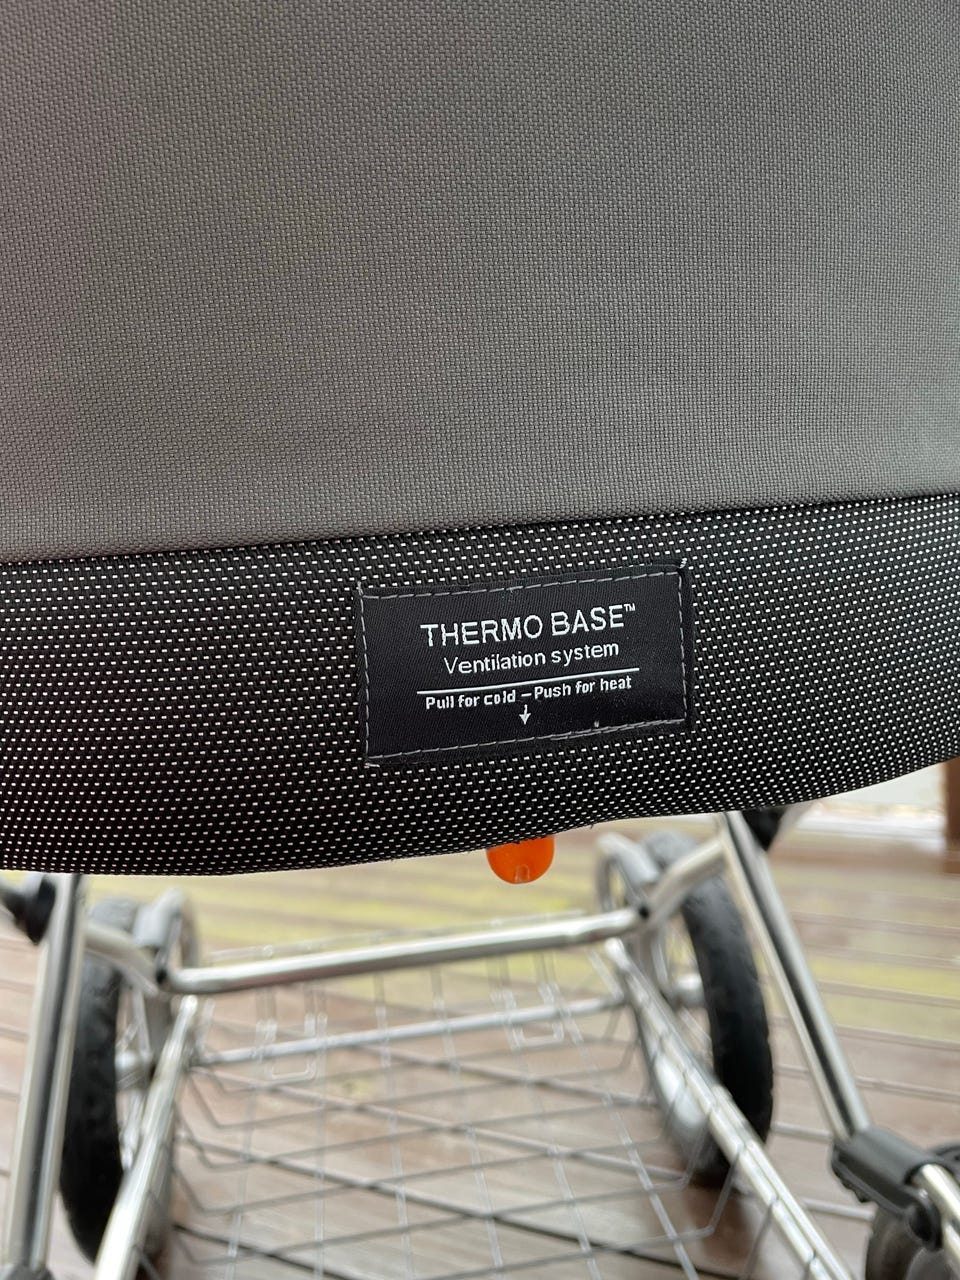 THERMO BASE™
Ventilation system
Pull for cold – Push for heat